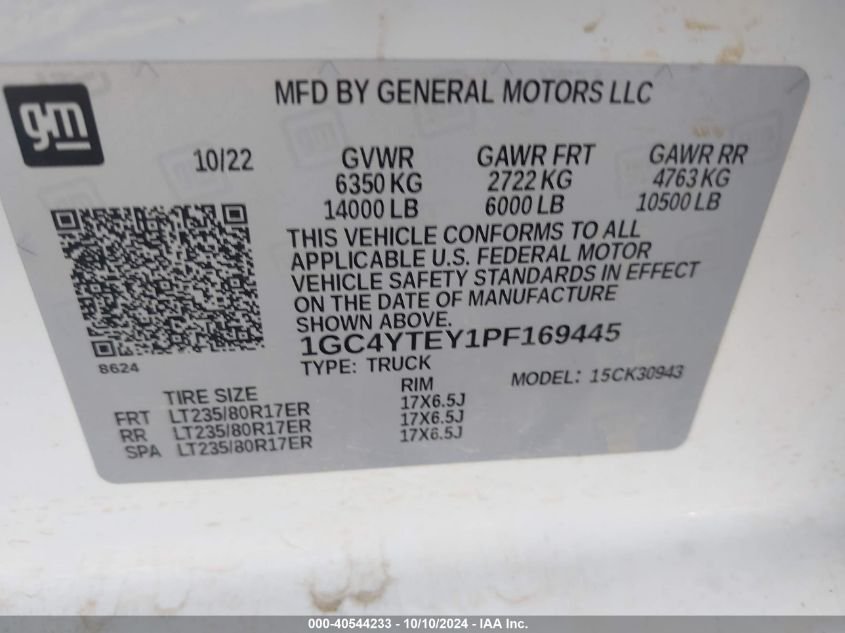 gm
MFD BY GENERAL MOTORS LLC
10/22 GVWR GAWR FRT GAWR RR
6350 KG 2722 KG 4763 KG
14000 LB 6000 LB 10500 LB
THIS VEHICLE CONFORMS TO ALL
APPLICABLE U.S. FEDERAL MOTOR
VEHICLE SAFETY STANDARDS IN EFFECT
ON THE DATE OF MANUFACTURE
SHOWN ABOVE.
1GC4YTEY1PF169445
8624
TYPE: TRUCK MODEL: 15CK30943
TIRE SIZE RIM
FRT LT235/80R17ER 17X6.5J
RR LT235/80R17ER 17X6.5J
SPA LT235/80R17ER 17X6.5J
000-40544233 - 10/10/2024 - IAA Inc.